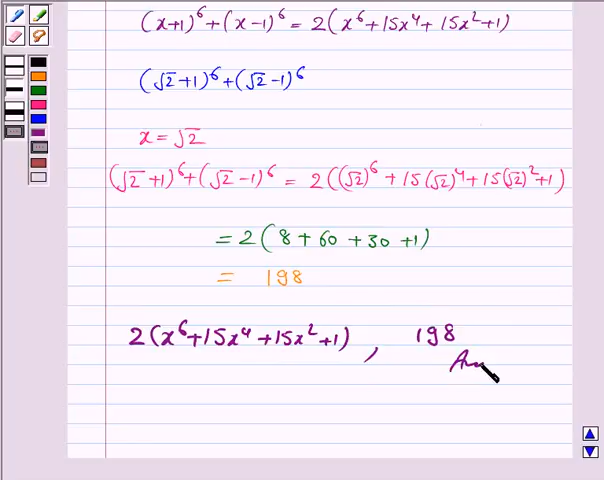 (x+1)⁶+(x-1)⁶ = 2(x⁶+15x⁴+15x²+1)
(√2+1)⁶+(√2-1)⁶
x=√2
(√2+1)⁶+(√2-1)⁶ = 2((√2)⁶+15(√2)⁴+15(√2)²+1)
=2(8+60+30+1)
= 198
2(x⁶+15x⁴+15x²+1) , 198